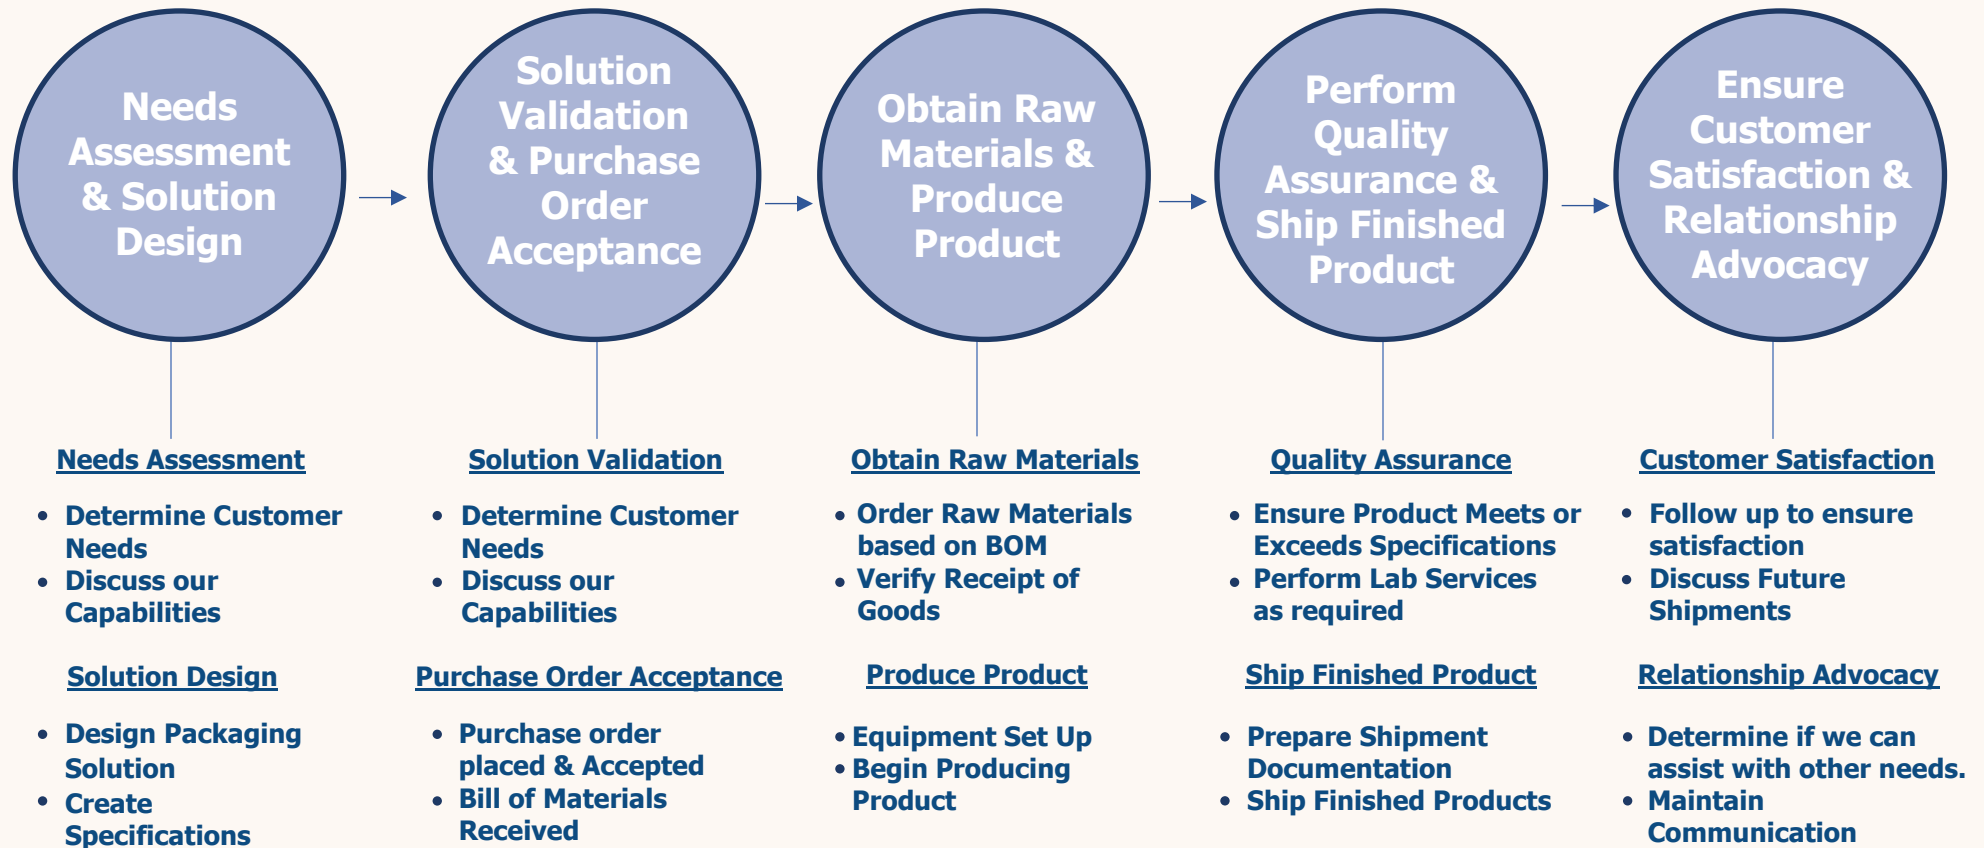 Needs
Assessment
& Solution
Design
Solution
Validation
& Purchase
Order
Acceptance
Obtain Raw
Materials &
Produce
Product
Perform
Quality
Assurance &
Ship Finished
Product
Ensure
Customer
Satisfaction &
Relationship
Advocacy
Needs Assessment
• Determine Customer
Needs
• Discuss our
Capabilities
Solution Design
• Design Packaging
Solution
• Create
Specifications
Solution Validation
• Determine Customer
Needs
• Discuss our
Capabilities
Purchase Order Acceptance
• Purchase order
placed & Accepted
• Bill of Materials
Received
Obtain Raw Materials
• Order Raw Materials
based on BOM
• Verify Receipt of
Goods
Produce Product
• Equipment Set Up
• Begin Producing
Product
Quality Assurance
• Ensure Product Meets or
Exceeds Specifications
• Perform Lab Services
as required
Ship Finished Product
• Prepare Shipment
Documentation
• Ship Finished Products
Customer Satisfaction
• Follow up to ensure
satisfaction
• Discuss Future
Shipments
Relationship Advocacy
• Determine if we can
assist with other needs.
• Maintain
Communication